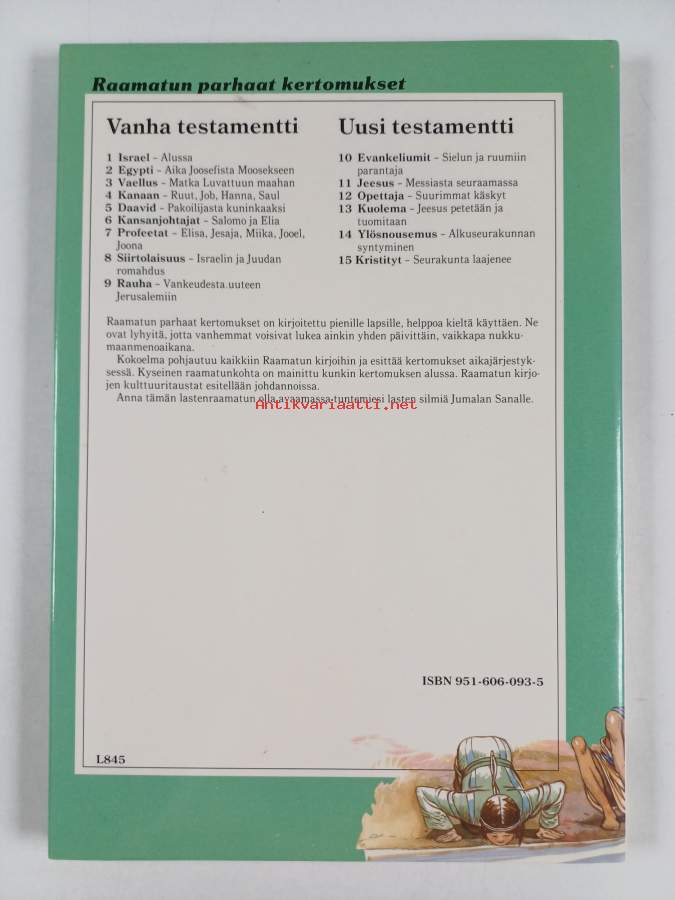 Raamatun parhaat kertomukset
Vanha testamentti
1 Israel – Alussa
2 Egypti – Aika Joosefista Moosekseen
3 Vaellus – Matka Luvattuun maahan
4 Kanaan – Ruut, Job, Hanna, Saul
5 Daavid – Pakoilijasta kuninkaaksi
6 Kansanjohtajat – Salomo ja Elia
7 Profeetat – Elisa, Jesaja, Miika, Jooel,
Joona
8 Siirtolaisuus – Israelin ja Juudan
romahdus
9 Rauha – Vankeudesta uuteen
Jerusalemiin
Uusi testamentti
10 Evankeliumit – Sielun ja ruumiin
parantaja
11 Jeesus – Messiasta seuraamassa
12 Opettaja – Suurimmat käskyt
13 Kuolema – Jeesus petetään ja
tuomitaan
14 Ylösnousemus – Alkuseurakunnan
syntyminen
15 Kristityt – Seurakunta laajenee
Raamatun parhaat kertomukset on kirjoitettu pienille lapsille, helppoa kieltä käyttäen. Ne
ovat lyhyitä, jotta vanhemmat voisivat lukea ainkin yhden päivittäin, vaikkapa nukku-
maanmenoaikana.
Kokoelma pohjautuu kaikkiin Raamatun kirjoihin ja esittää kertomukset aikajärjestyk-
sessä. Kyseinen raamatunkohta on mainittu kunkin kertomuksen alussa. Raamatun kirjo-
jen kulttuuritaustat esitellään johdannoissa.
Anna tämän lastenraamatun olla avaamassa tuntemiesi lasten silmiä Jumalan Sanalle.
Antikvariaatti.net
ISBN 951-606-093-5
L845